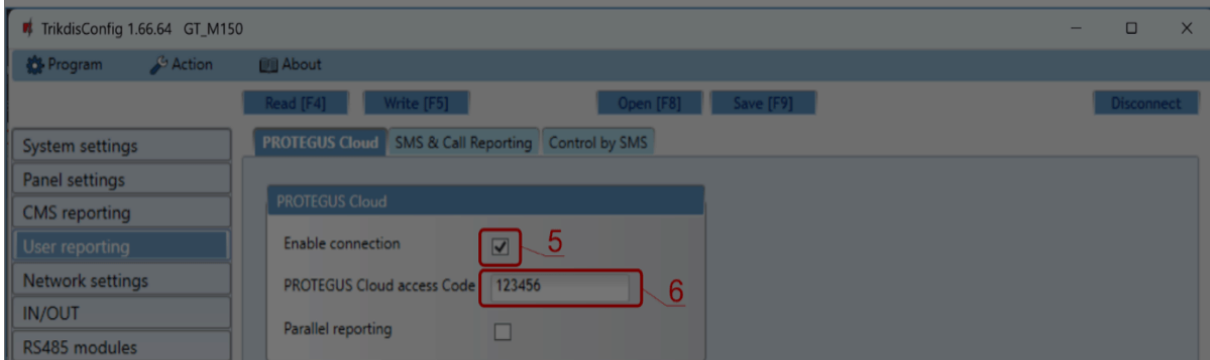 TrikdisConfig 1.66.64 GT_M150
Program Action About
Read [F4] Write [F5] Open [F8] Save [F9] Disconnect
System settings
Panel settings
CMS reporting
User reporting
Network settings
IN/OUT
RS485 modules
PROTEGUS Cloud SMS & Call Reporting Control by SMS
PROTEGUS Cloud
Enable connection 5
PROTEGUS Cloud access Code 123456 6
Parallel reporting